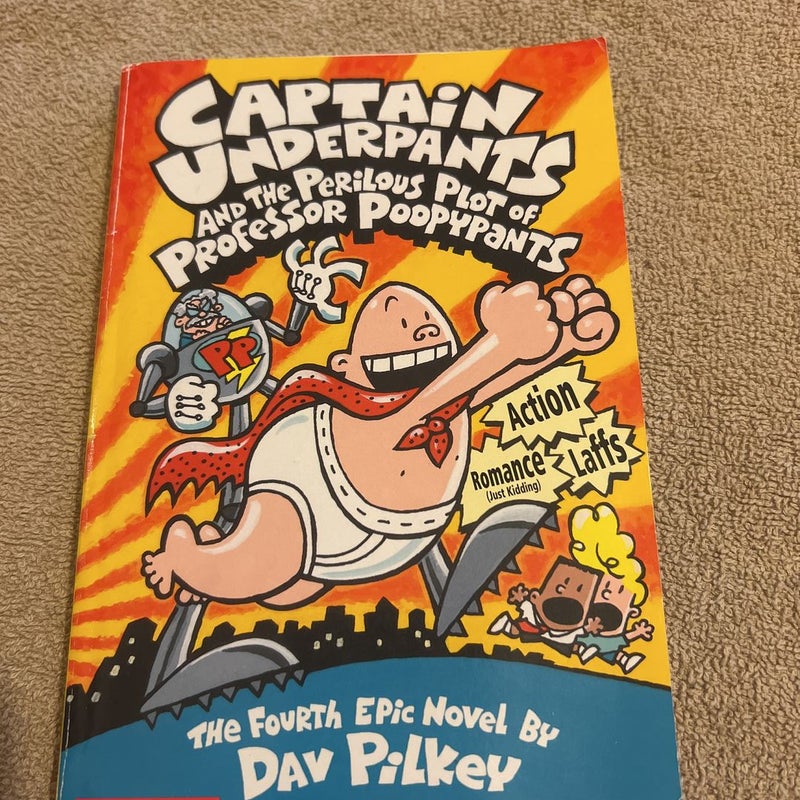 CAPTAIN
UNDERPANTS
AND THE PERILOUS PLOT OF
PROFESSOR POOPYPANTS
PP
Action
Romance
(Just Kidding)
Laffs
THE FOURTH EPIC NOVEL BY
DAV PILKEY